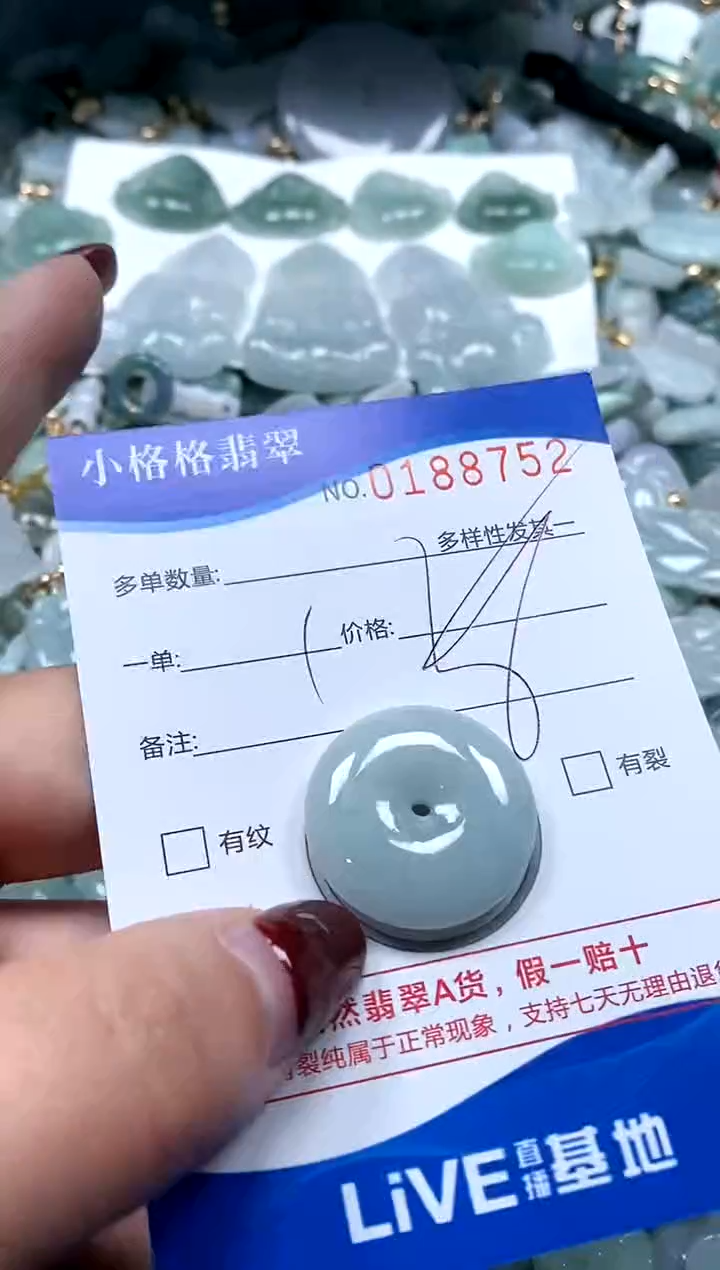 小格格翡翠
NO.0188752
多样性发其一
多单数量:
价格:
一单:
备注:
有裂
有纹
然翡翠A货，假一赔十
裂纯属于正常现象，支持七天无理由退
LiVE直播基地